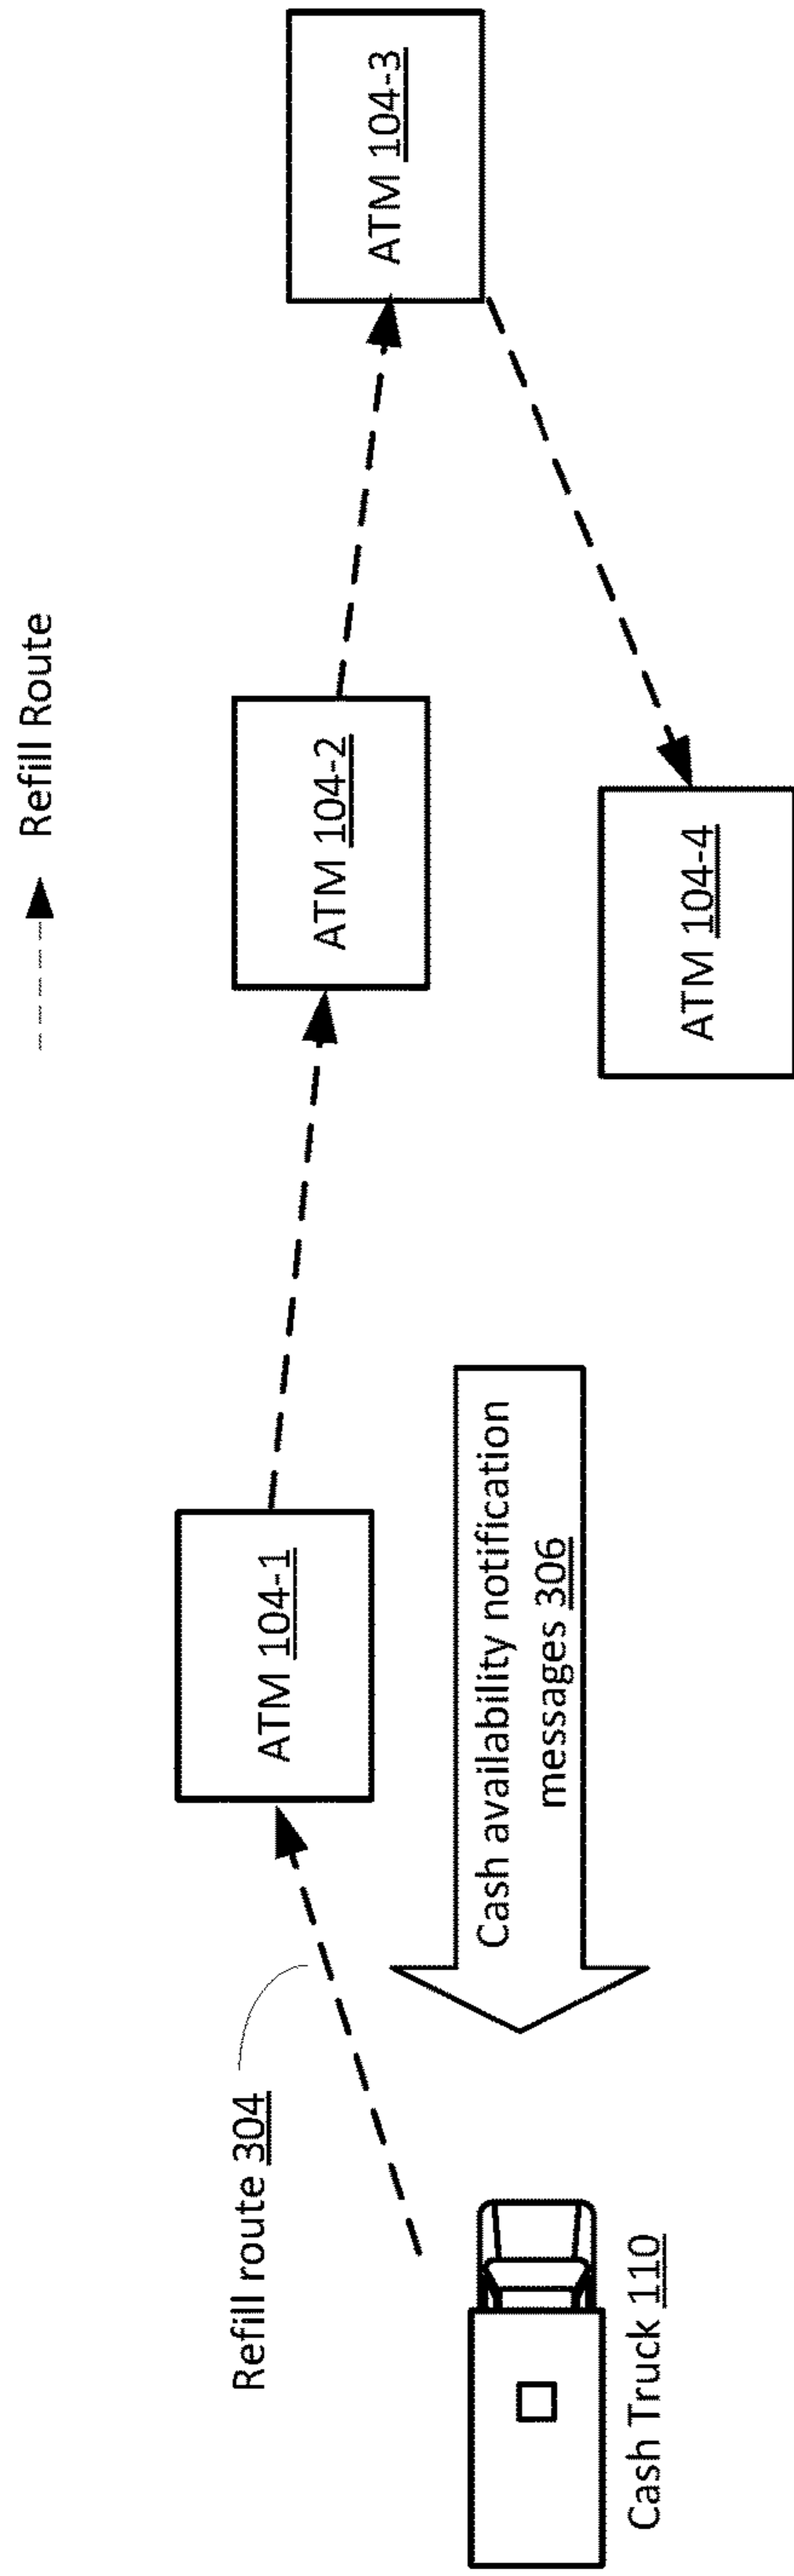 Refill Route
Refill route 304
ATM 104-1
ATM 104-2
ATM 104-3
Cash availability notification
messages 306
ATM 104-4
Cash Truck 110